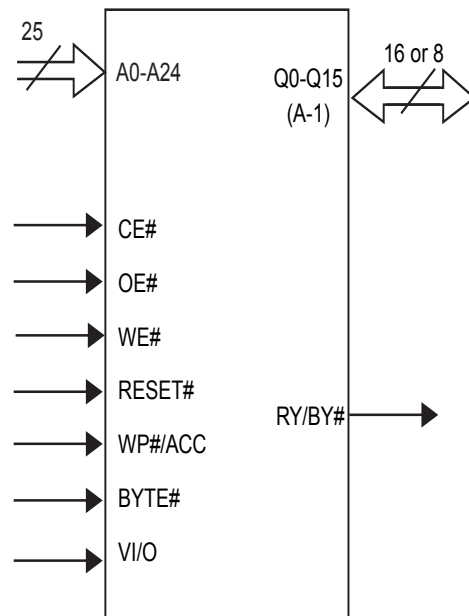 25
16 or 8
A0-A24
Q0-Q15
(A-1)
CE#
OE#
WE#
RESET#
RY/BY#
WP#/ACC
BYTE#
VI/O